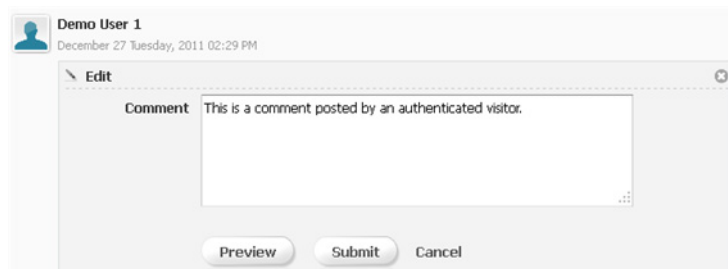 Demo User 1
December 27 Tuesday, 2011 02:29 PM
Edit
Comment This is a comment posted by an authenticated visitor.
Preview Submit Cancel